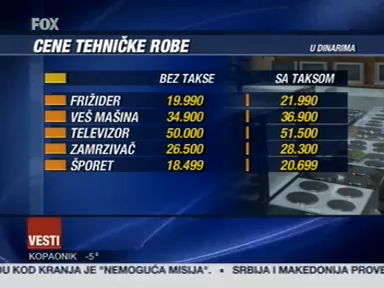 FOX
CENE TEHNIČKE ROBE
U DINARIMA
BEZ TAKSE SA TAKSOM
FRIŽIDER 19.990 21.990
VEŠ MAŠINA 34.900 36.900
TELEVIZOR 50.000 51.500
ZAMRZIVAČ 26.500 28.300
ŠPORET 18.499 20.699
VESTI
KOPAONIK -5°
DU KOD KRANJA JE "NEMOGUĆA MISIJA". • SRBIJA I MAKEDONIJA PROVE